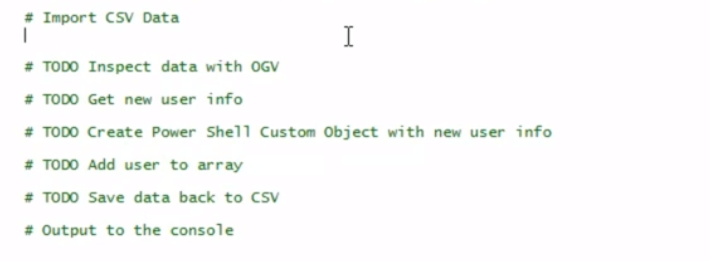 # Import CSV Data
# TODO Inspect data with OGV
# TODO Get new user info
# TODO Create Power Shell Custom Object with new user info
# TODO Add user to array
# TODO Save data back to CSV
# Output to the console